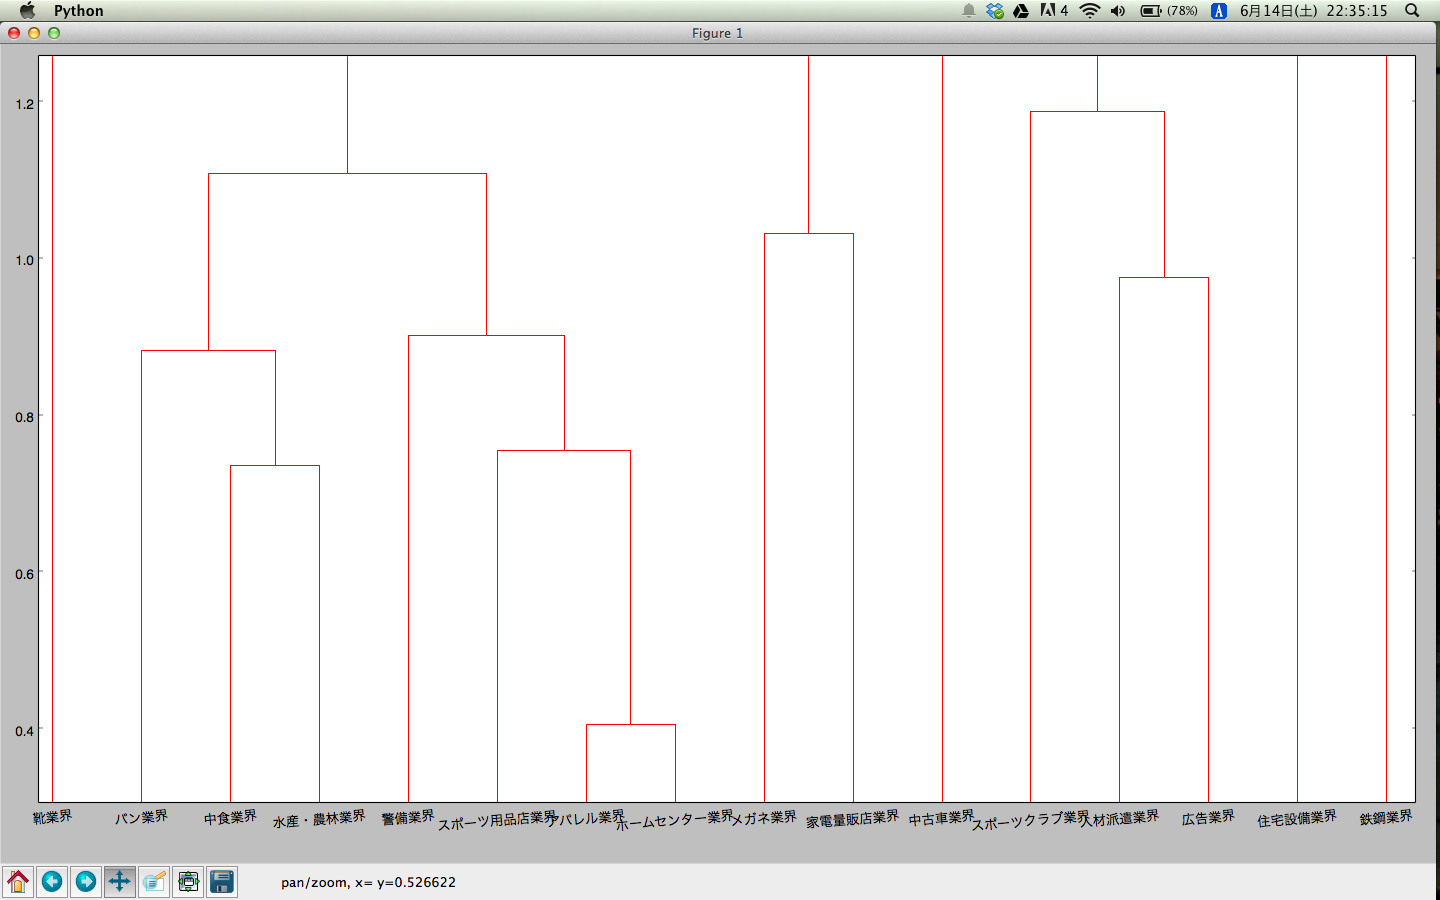 Python
4
(78%)
A
6月14日(土) 22:35:15
Figure 1
1.2
1.0
0.8
0.6
0.4
靴業界
パン業界
中食業界
水産・農林業界
警備業界
スポーツ用品店業界
アパレル業界
ホームセンター業界
メガネ業界
家電量販店業界
中古車業界
スポーツクラブ業界
人材派遣業界
広告業界
住宅設備業界
鉄鋼業界
pan/zoom, x= y=0.526622